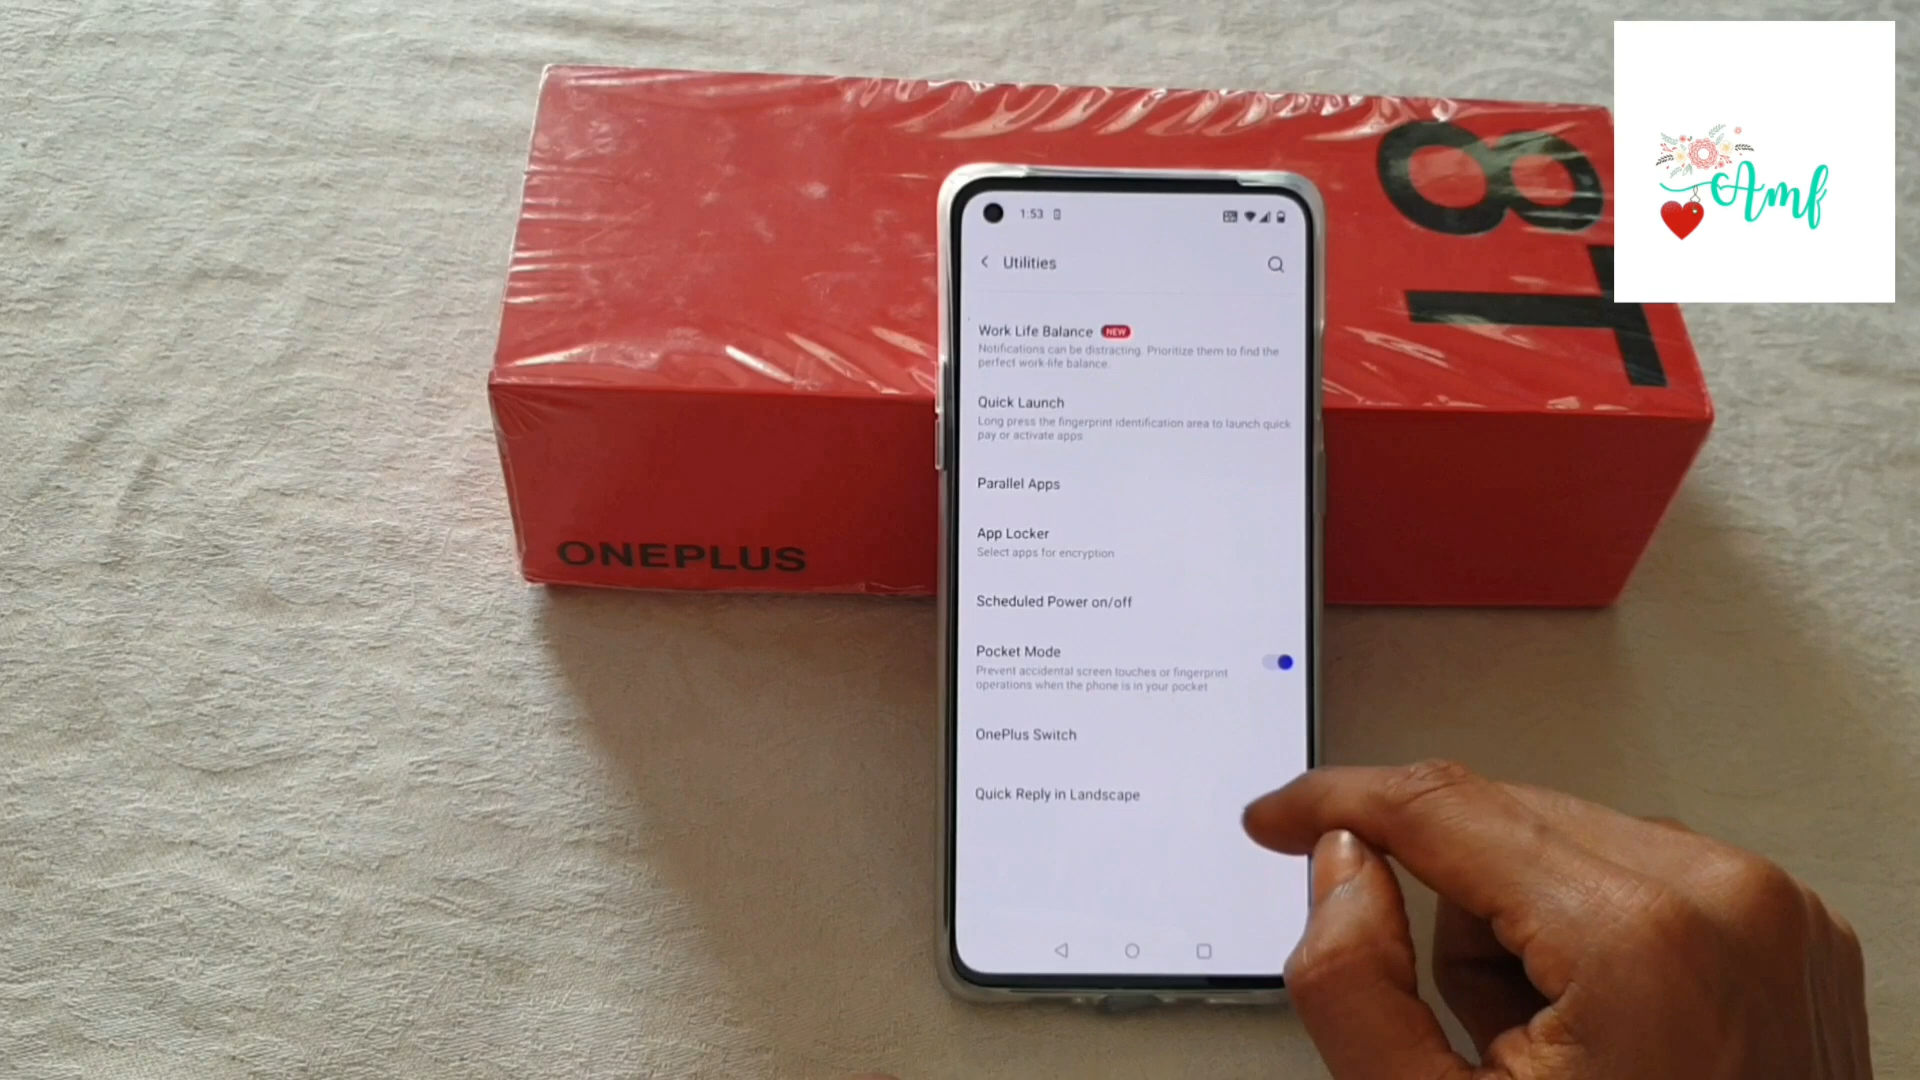 8T
ONEPLUS
Amf
1:53
Utilities
Work Life Balance NEW
Notifications can be distracting. Prioritize them to find the
perfect work-life balance.
Quick Launch
Long press the fingerprint identification area to launch quick
pay or activate apps
Parallel Apps
App Locker
Select apps for encryption
Scheduled Power on/off
Pocket Mode
Prevent accidental screen touches or fingerprint
operations when the phone is in your pocket
OnePlus Switch
Quick Reply in Landscape